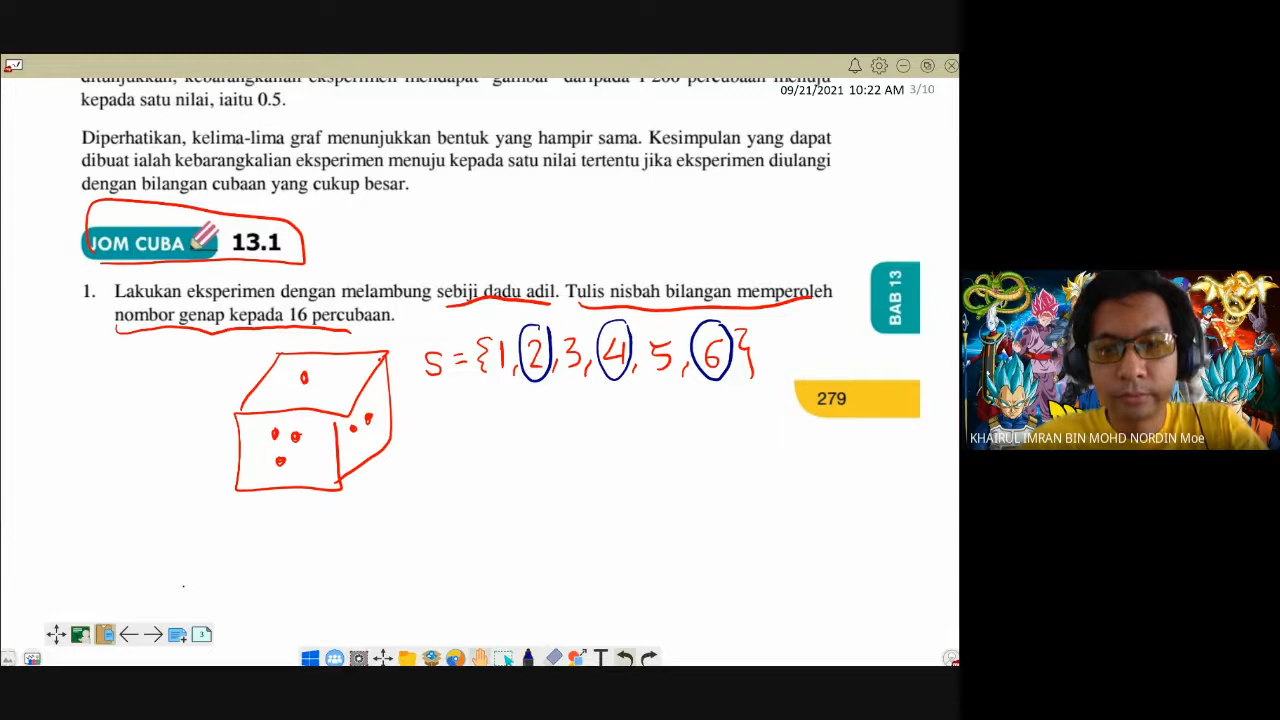 09/21/2021 10:22 AM 3/10
kepada satu nilai, iaitu 0.5.
Diperhatikan, kelima-lima graf menunjukkan bentuk yang hampir sama. Kesimpulan yang dapat
dibuat ialah kebarangkalian eksperimen menuju kepada satu nilai tertentu jika eksperimen diulangi
dengan bilangan cubaan yang cukup besar.
JOM CUBA 13.1
1. Lakukan eksperimen dengan melambung sebiji dadu adil. Tulis nisbah bilangan memperoleh
nombor genap kepada 16 percubaan.
S = {1, 2, 3, 4, 5, 6}
BAB 13
279
KHAIRUL IMRAN BIN MOHD NORDIN Moe
3
T